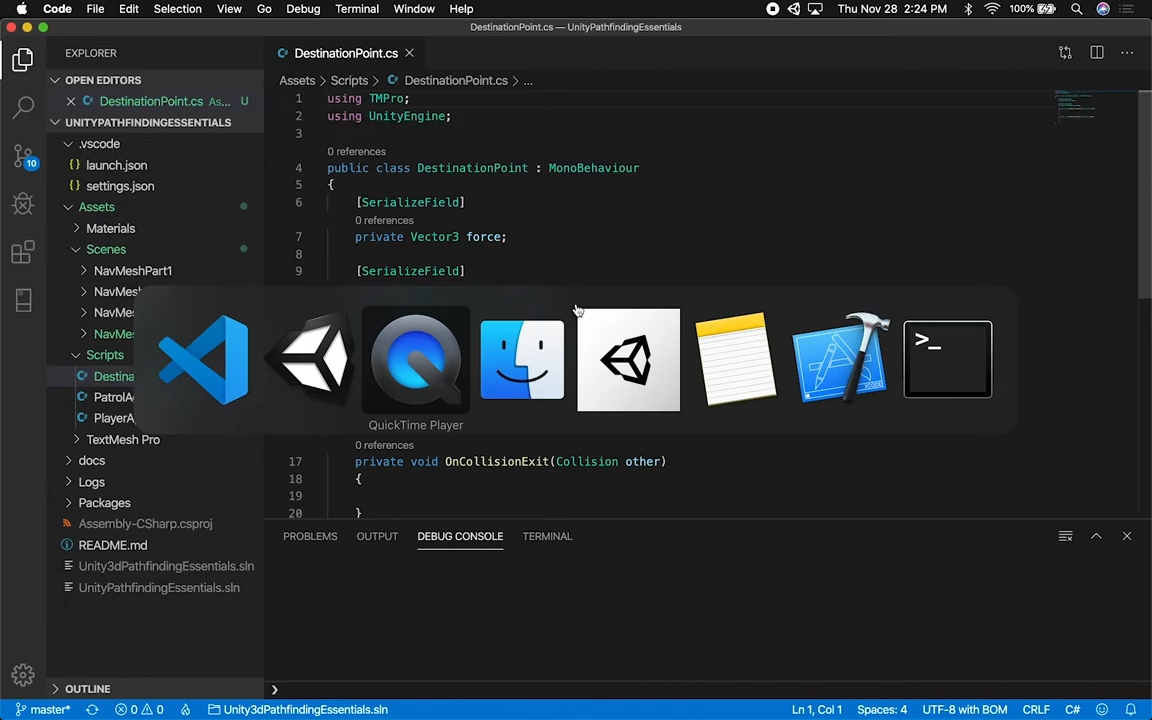 Code File Edit Selection View Go Debug Terminal Window Help Thu Nov 28 2:24 PM 100%
DestinationPoint.cs — UnityPathfindingEssentials
EXPLORER
DestinationPoint.cs
OPEN EDITORS
Assets > Scripts > DestinationPoint.cs > ...
DestinationPoint.cs As... U
UNITYPATHFINDINGESSENTIALS
.vscode
launch.json
settings.json
Assets
Materials
Scenes
NavMeshPart1
NavMesh
NavMes
NavMes
Scripts
Destina
PatrolA
PlayerA
TextMesh Pro
docs
Logs
Packages
Assembly-CSharp.csproj
README.md
Unity3dPathfindingEssentials.sln
UnityPathfindingEssentials.sln
OUTLINE
10
1 using TMPro;
2 using UnityEngine;
3
0 references
4 public class DestinationPoint : MonoBehaviour
5 {
6 [SerializeField]
0 references
7 private Vector3 force;
8
9 [SerializeField]
QuickTime Player
0 references
17 private void OnCollisionExit(Collision other)
18 {
19
20 }
PROBLEMS OUTPUT DEBUG CONSOLE TERMINAL
master* 0 0 Unity3dPathfindingEssentials.sln Ln 1, Col 1 Spaces: 4 UTF-8 with BOM CRLF C#